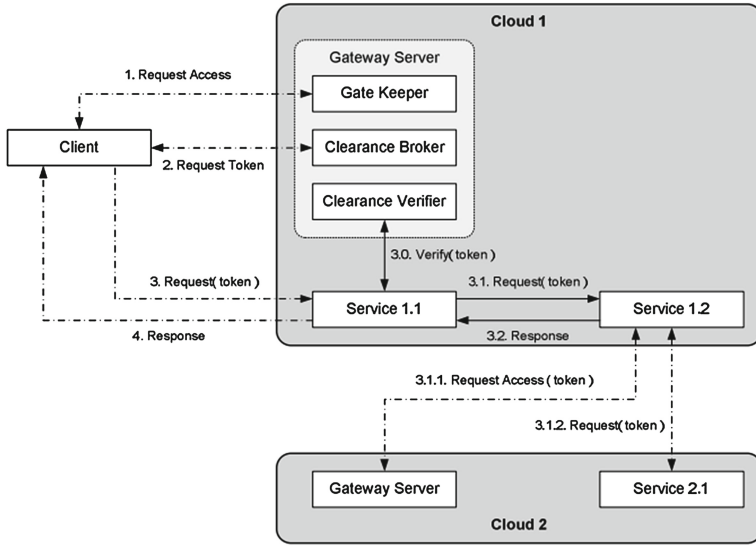 Cloud 1
Gateway Server
1. Request Access
Gate Keeper
Client
Clearance Broker
2. Request Token
Clearance Verifier
3.0. Verify( token )
3. Request( token )
3.1. Request( token )
Service 1.1
Service 1.2
4. Response
3.2. Response
3.1.1. Request Access( token )
3.1.2. Request( token )
Gateway Server
Service 2.1
Cloud 2